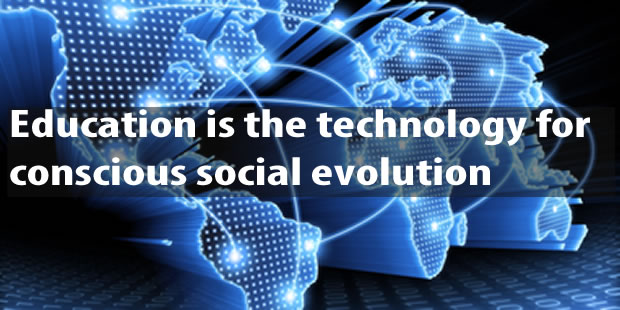 Education is the technology for
conscious social evolution